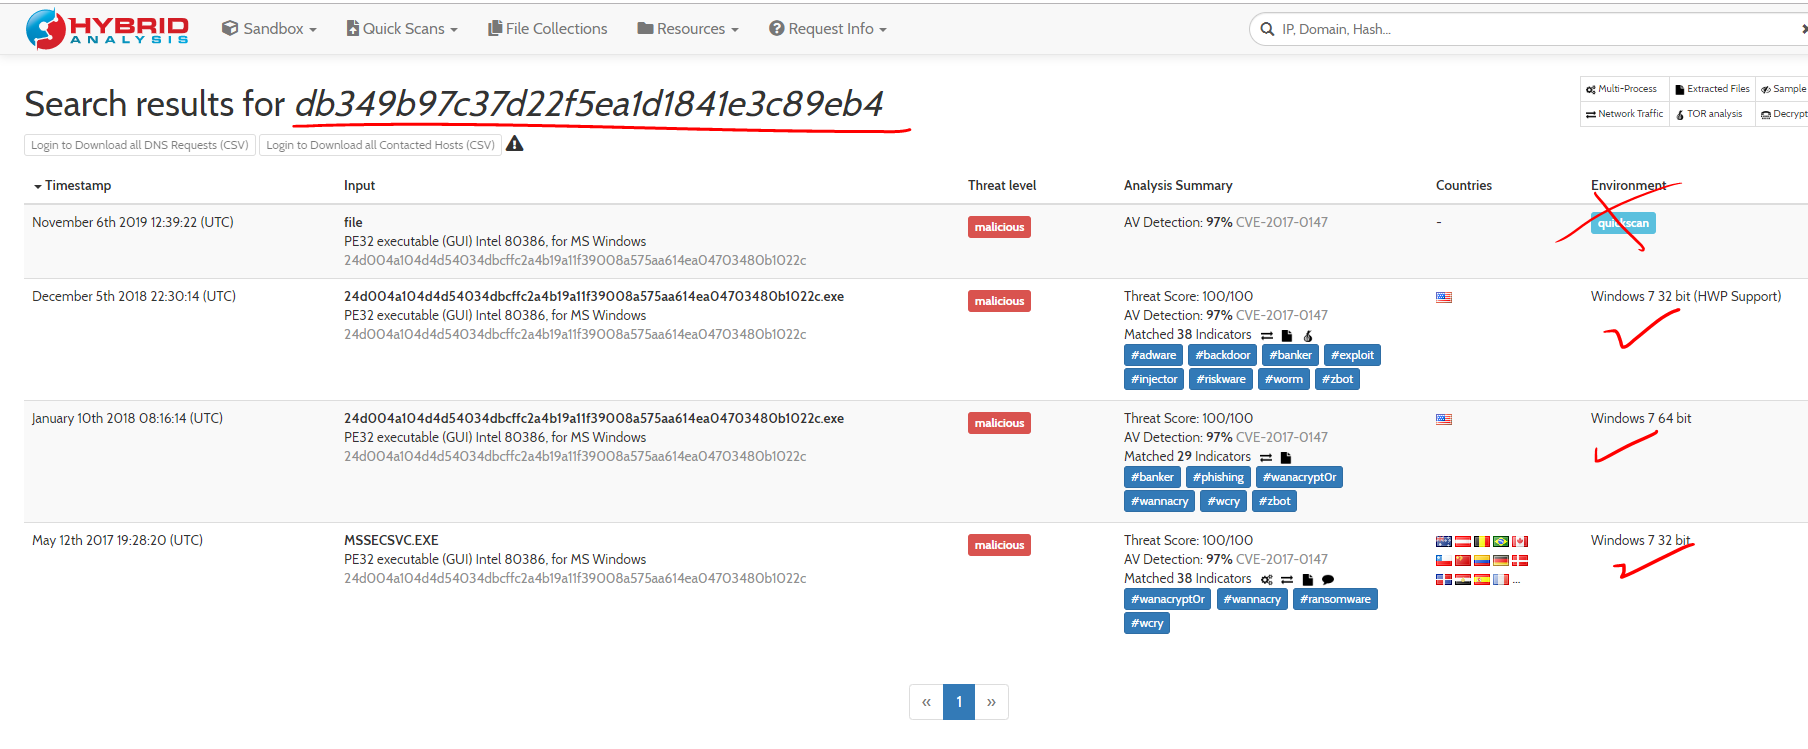 HYBRID
ANALYSIS
Sandbox
Quick Scans
File Collections
Resources
Request Info
IP, Domain, Hash...
Search results for db349b97c37d22f5ea1d1841e3c89eb4
Multi-Process
Extracted Files
Sample
Network Traffic
TOR analysis
Decrypt
Login to Download all DNS Requests (CSV)
Login to Download all Contacted Hosts (CSV)
Timestamp
Input
Threat level
Analysis Summary
Countries
Environment
November 6th 2019 12:39:22 (UTC)
file
PE32 executable (GUI) Intel 80386, for MS Windows
24d004a104d4d54034dbcffc2a4b19a11f39008a575aa614ea04703480b1022c
malicious
AV Detection: 97% CVE-2017-0147
-
quickscan
December 5th 2018 22:30:14 (UTC)
24d004a104d4d54034dbcffc2a4b19a11f39008a575aa614ea04703480b1022c.exe
PE32 executable (GUI) Intel 80386, for MS Windows
24d004a104d4d54034dbcffc2a4b19a11f39008a575aa614ea04703480b1022c
malicious
Threat Score: 100/100
AV Detection: 97% CVE-2017-0147
Matched 38 Indicators
#adware #backdoor #banker #exploit
#injector #riskware #worm #zbot
Windows 7 32 bit (HWP Support)
January 10th 2018 08:16:14 (UTC)
24d004a104d4d54034dbcffc2a4b19a11f39008a575aa614ea04703480b1022c.exe
PE32 executable (GUI) Intel 80386, for MS Windows
24d004a104d4d54034dbcffc2a4b19a11f39008a575aa614ea04703480b1022c
malicious
Threat Score: 100/100
AV Detection: 97% CVE-2017-0147
Matched 29 Indicators
#banker #phishing #wanacrypt0r
#wannacry #wcry #zbot
Windows 7 64 bit
May 12th 2017 19:28:20 (UTC)
MSSECSVC.EXE
PE32 executable (GUI) Intel 80386, for MS Windows
24d004a104d4d54034dbcffc2a4b19a11f39008a575aa614ea04703480b1022c
malicious
Threat Score: 100/100
AV Detection: 97% CVE-2017-0147
Matched 38 Indicators
#wanacrypt0r #wannacry #ransomware
#wcry
...
Windows 7 32 bit
« 1 »